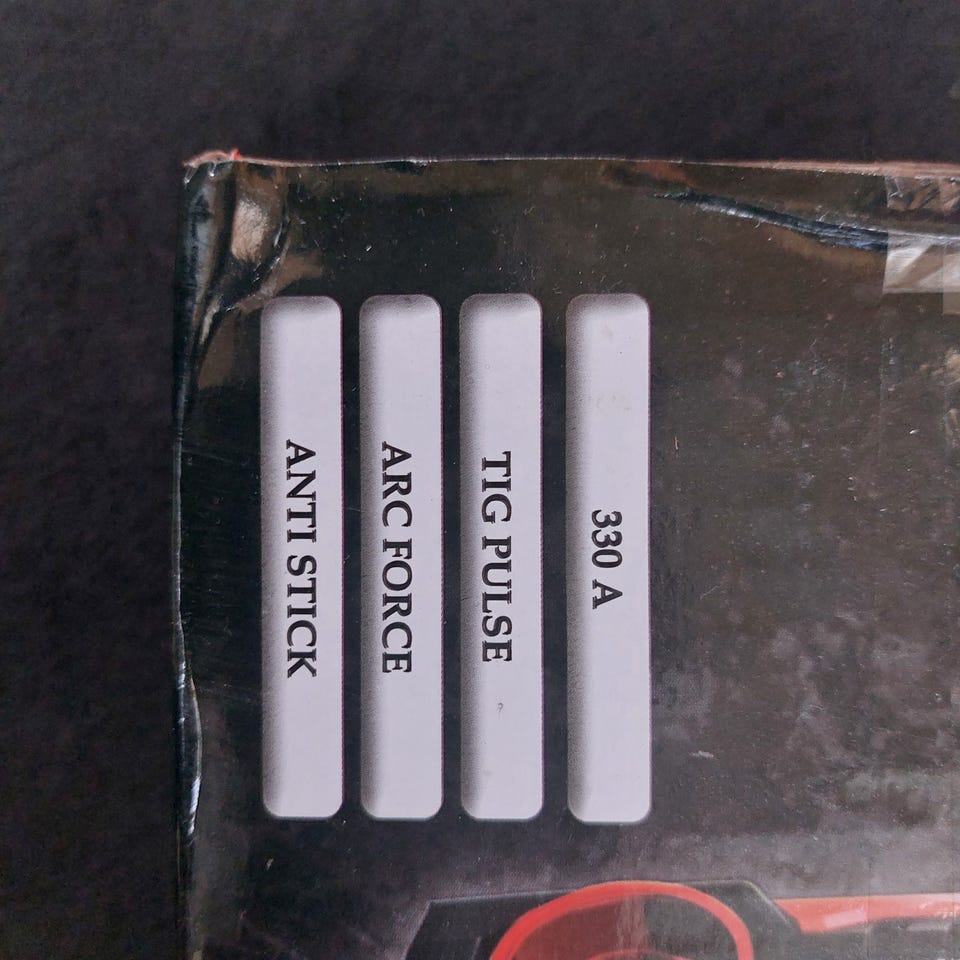 330 A
TIG PULSE
ARC FORCE
ANTI STICK